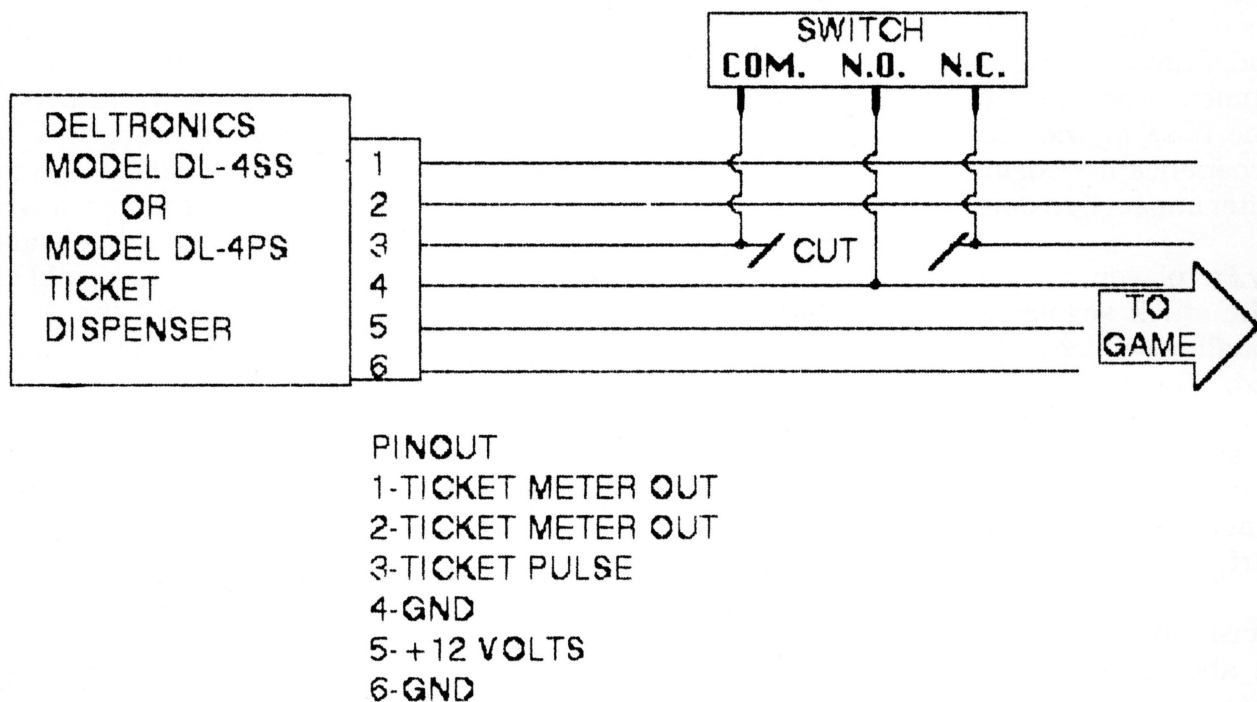 SWITCH
COM. N.O. N.C.
DELTRONICS
MODEL DL-4SS
OR
MODEL DL-4PS
TICKET
DISPENSER
1
2
3
4
5
6
CUT
TO
GAME
PINOUT
1-TICKET METER OUT
2-TICKET METER OUT
3-TICKET PULSE
4-GND
5-+12 VOLTS
6-GND